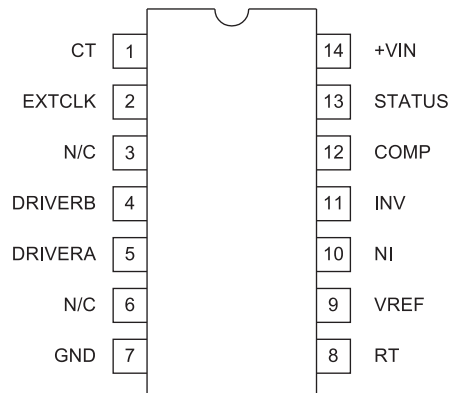 CT 1 14 +VIN
EXTCLK 2 13 STATUS
N/C 3 12 COMP
DRIVERB 4 11 INV
DRIVERA 5 10 NI
N/C 6 9 VREF
GND 7 8 RT